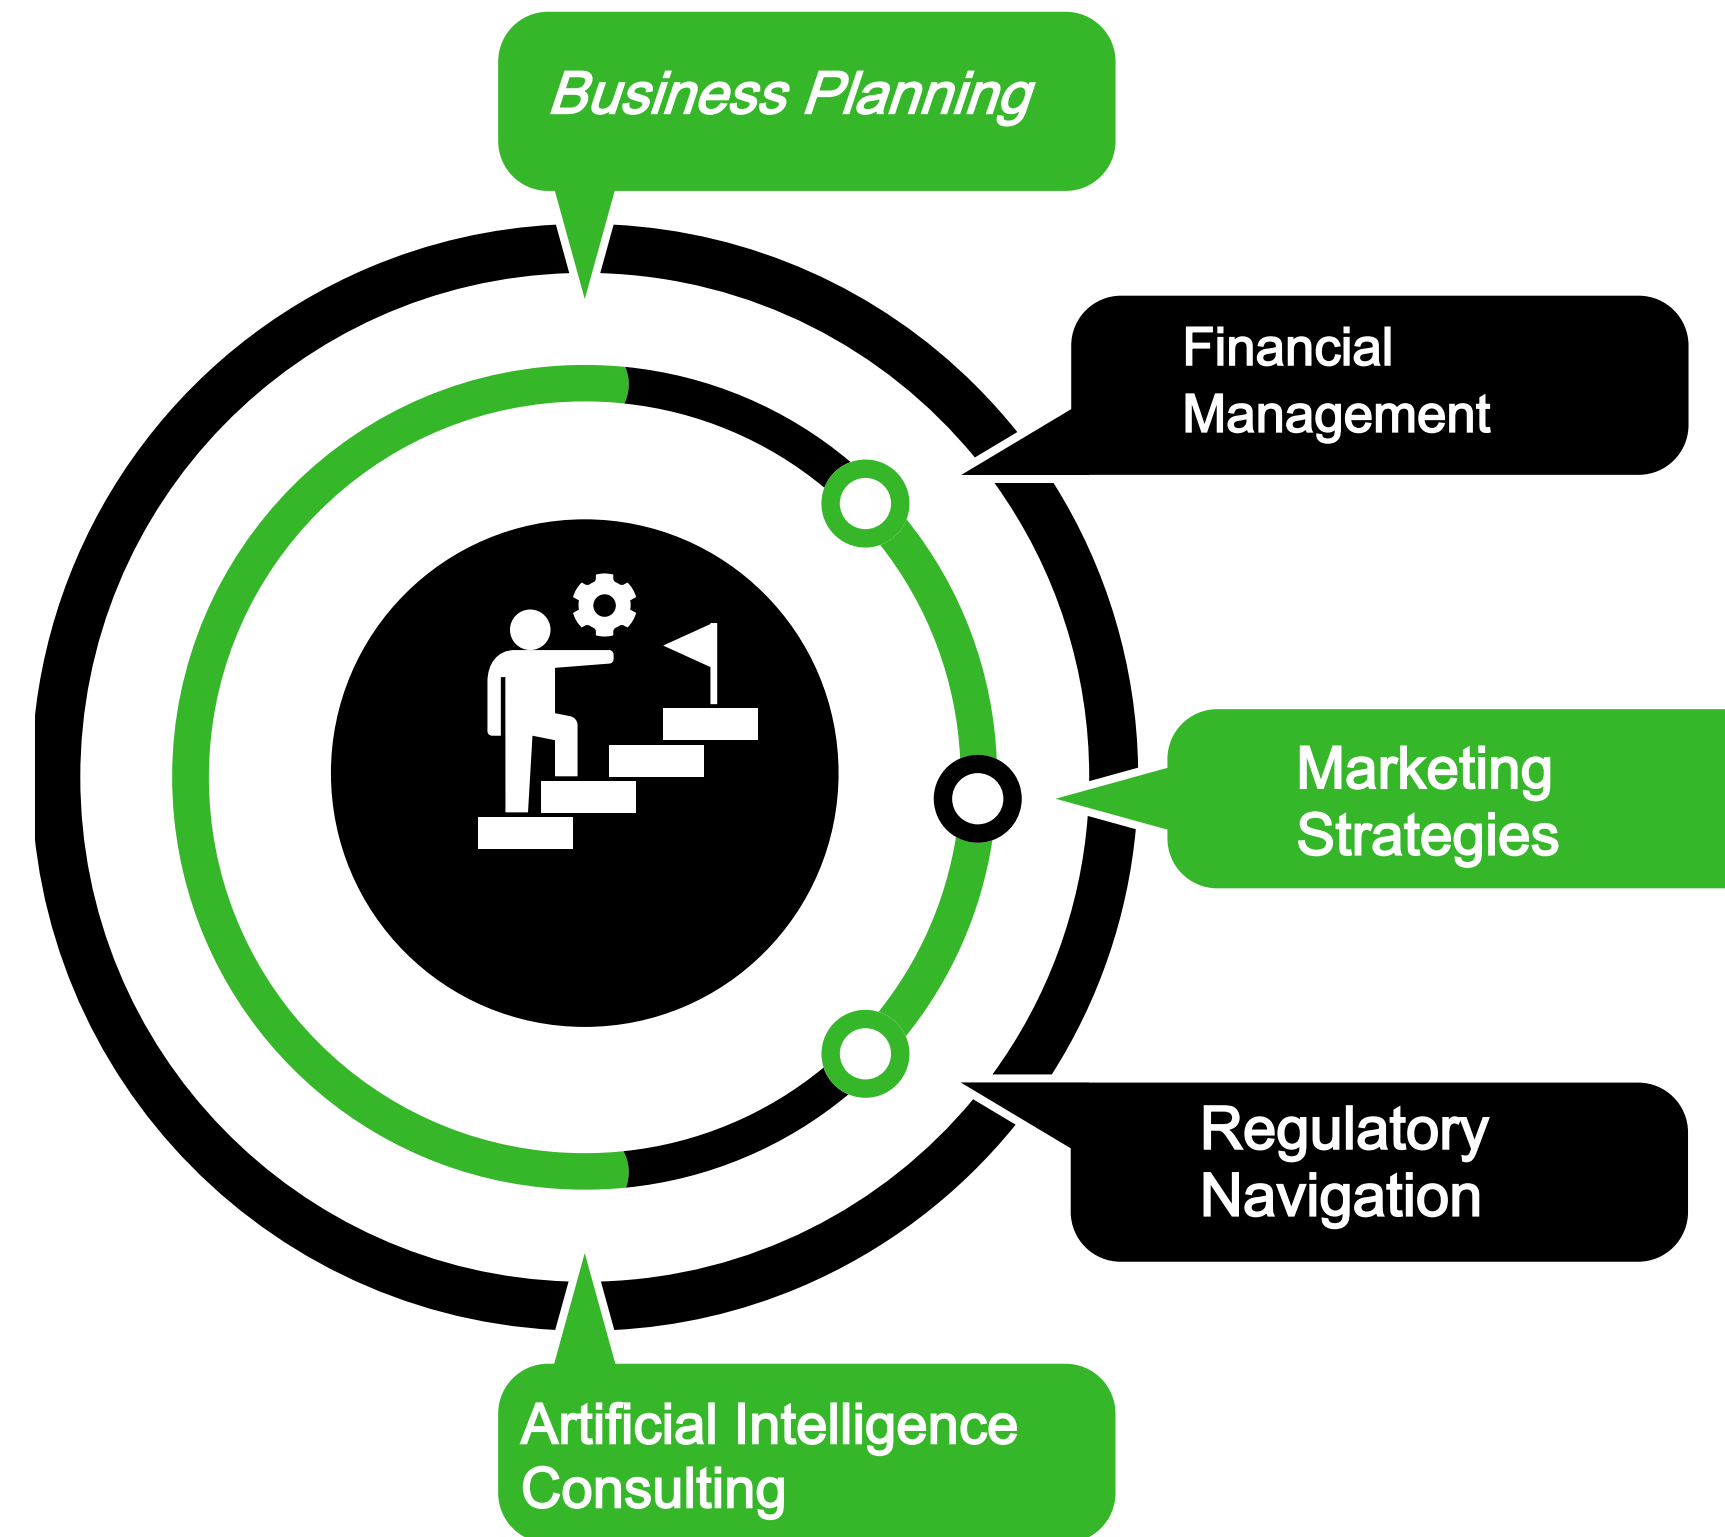 Business Planning
Financial
Management
Marketing
Strategies
Regulatory
Navigation
Artificial Intelligence
Consulting